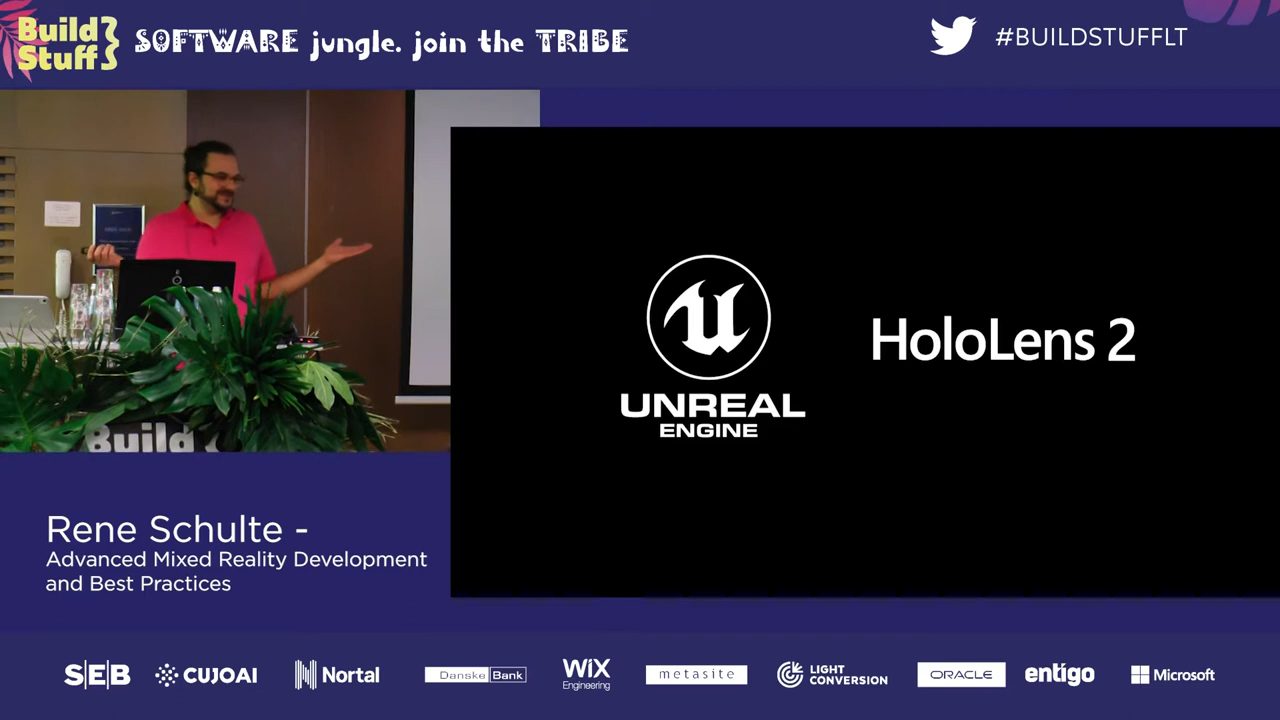 Build
Stuff
SOFTWARE jungle. join the TRIBE
#BUILDSTUFFLT
UNREAL
ENGINE
HoloLens 2
Build
Rene Schulte -
Advanced Mixed Reality Development
and Best Practices
S|E|B
CUJOAI
Nortal
Danske Bank
WiX
Engineering
metasite
LIGHT
CONVERSION
ORACLE
entigo
Microsoft